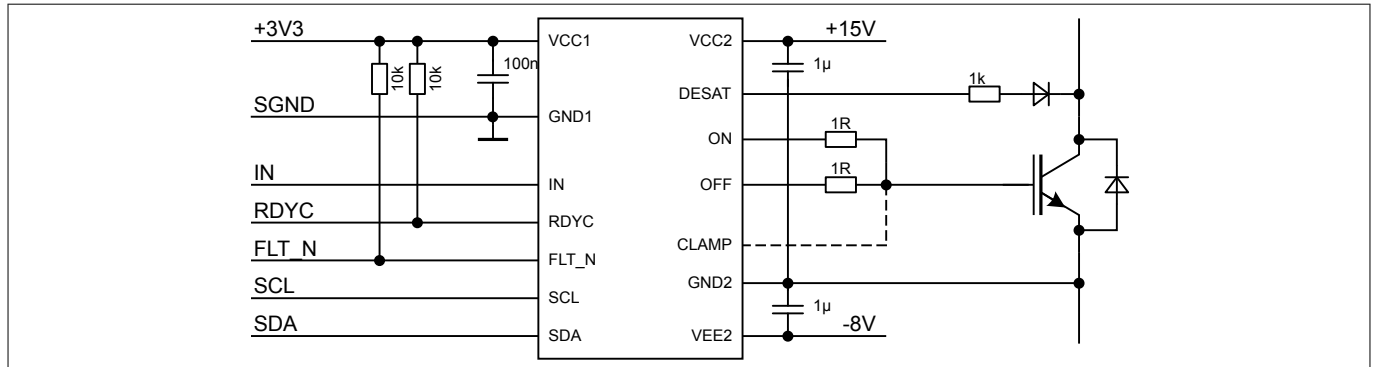 +3V3
VCC1
VCC2
+15V
10k
10k
100n
1µ
1k
DESAT
SGND
GND1
ON
1R
IN
IN
OFF
1R
RDYC
RDYC
CLAMP
FLT_N
FLT_N
GND2
SCL
SCL
1µ
SDA
SDA
VEE2
-8V